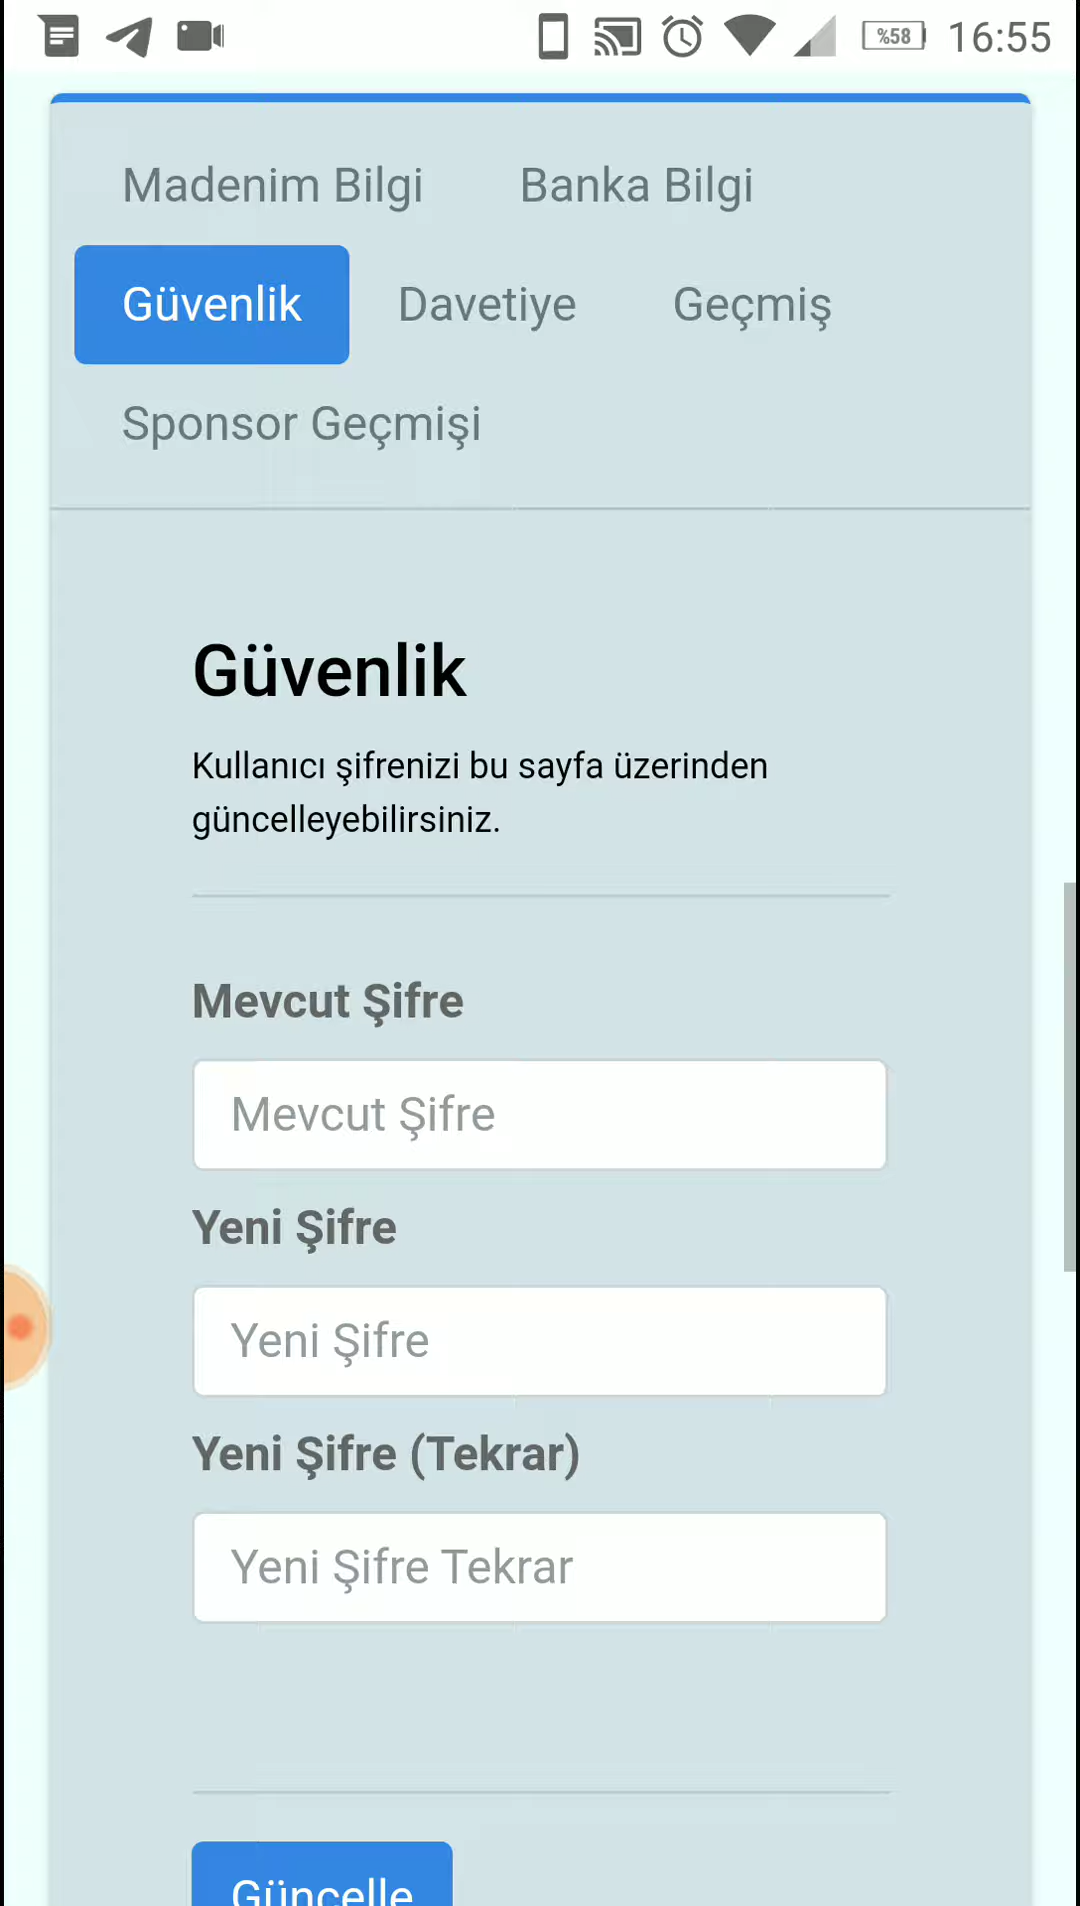 %58 16:55
Madenim Bilgi Banka Bilgi
Güvenlik Davetiye Geçmiş
Sponsor Geçmişi
Güvenlik
Kullanıcı şifrenizi bu sayfa üzerinden
güncelleyebilirsiniz.
Mevcut Şifre
Mevcut Şifre
Yeni Şifre
Yeni Şifre
Yeni Şifre (Tekrar)
Yeni Şifre Tekrar
Güncelle